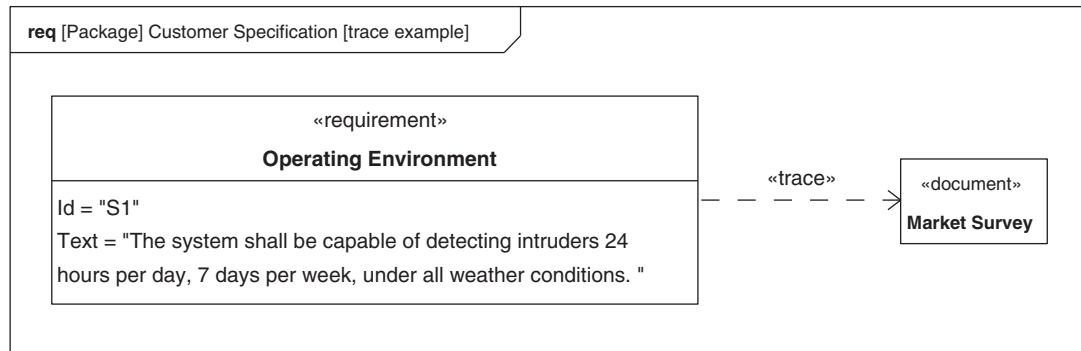 req [Package] Customer Specification [trace example]
«requirement»
Operating Environment
Id = "S1"
Text = "The system shall be capable of detecting intruders 24
hours per day, 7 days per week, under all weather conditions. "
«trace»
«document»
Market Survey